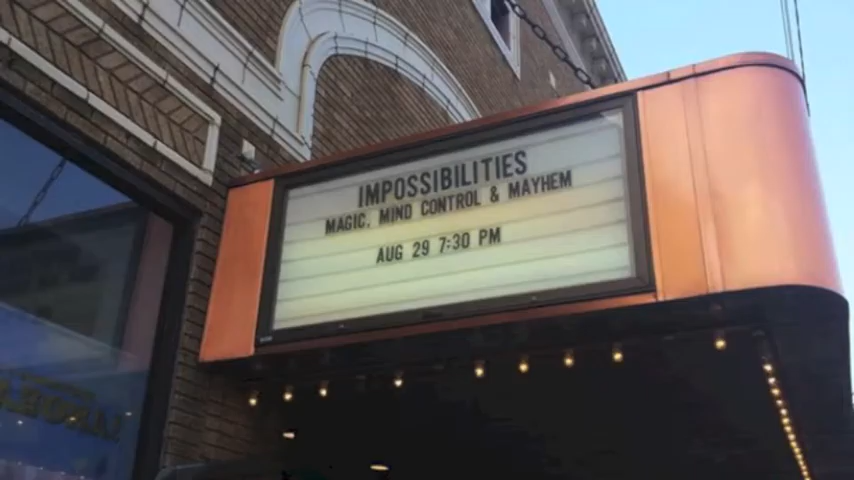 IMPOSSIBILITIES
MAGIC, MIND CONTROL & MAYHEM
AUG 29 7:30 PM